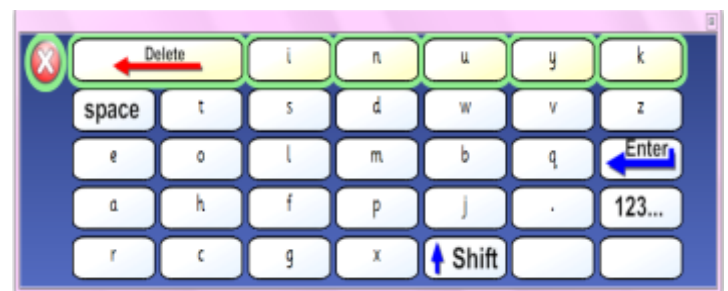 Delete i n u y k
space t s d w v z
e o l m b q Enter
a h f p j . 123...
r c g x Shift